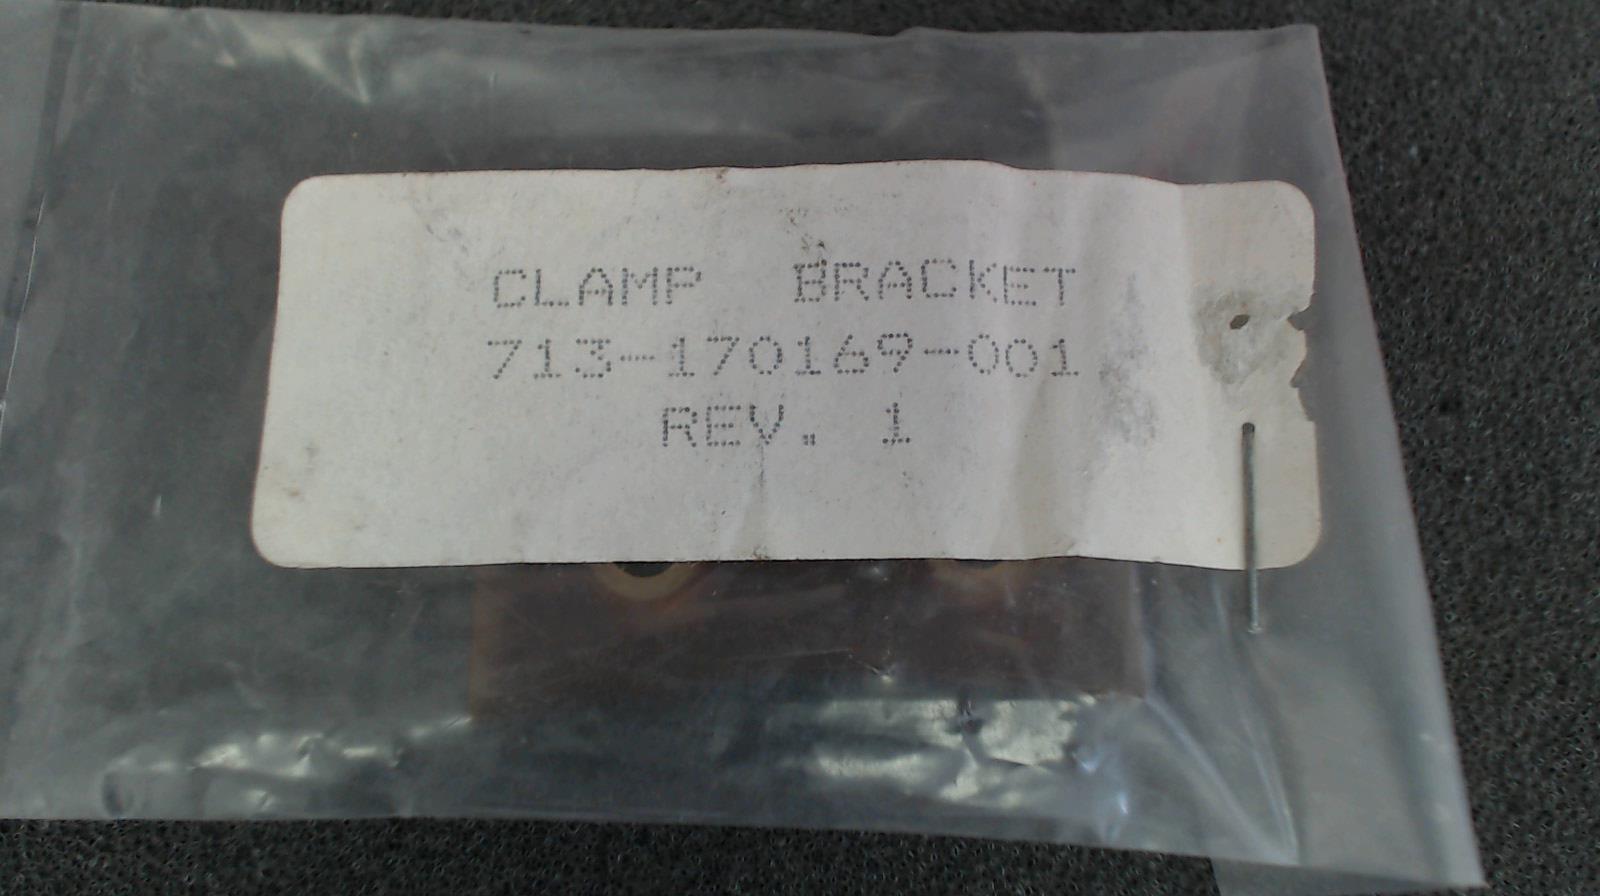 CLAMP BRACKET
713-170169-001
REV. 1